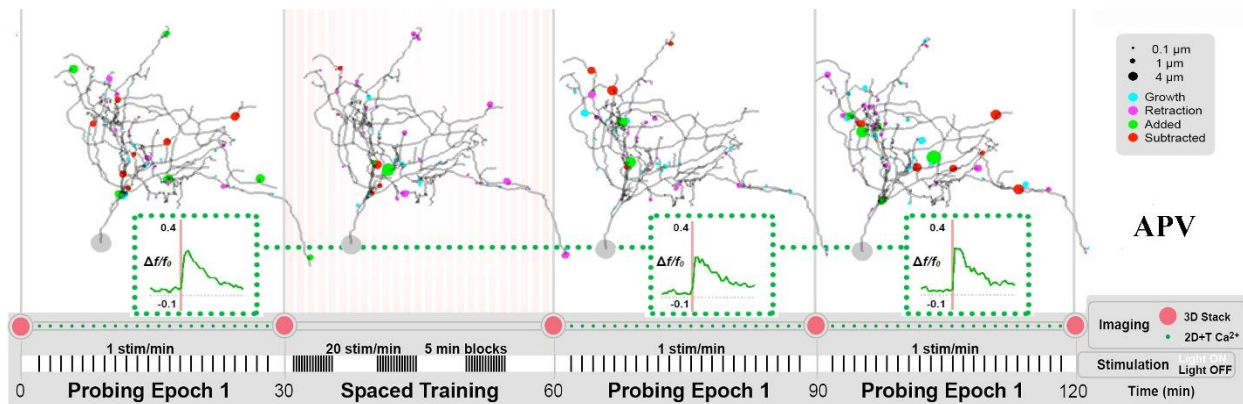 0.1 μm
1 μm
4 μm
Growth
Retraction
Added
Subtracted
APV
0.4
Δf/f₀
-0.1
0.4
Δf/f₀
-0.1
0.4
Δf/f₀
-0.1
Imaging
3D Stack
2D+T Ca²⁺
1 stim/min
20 stim/min
5 min blocks
1 stim/min
1 stim/min
Stimulation
Light ON
Light OFF
0
Probing Epoch 1
30
Spaced Training
60
Probing Epoch 1
90
Probing Epoch 1
120
Time (min)